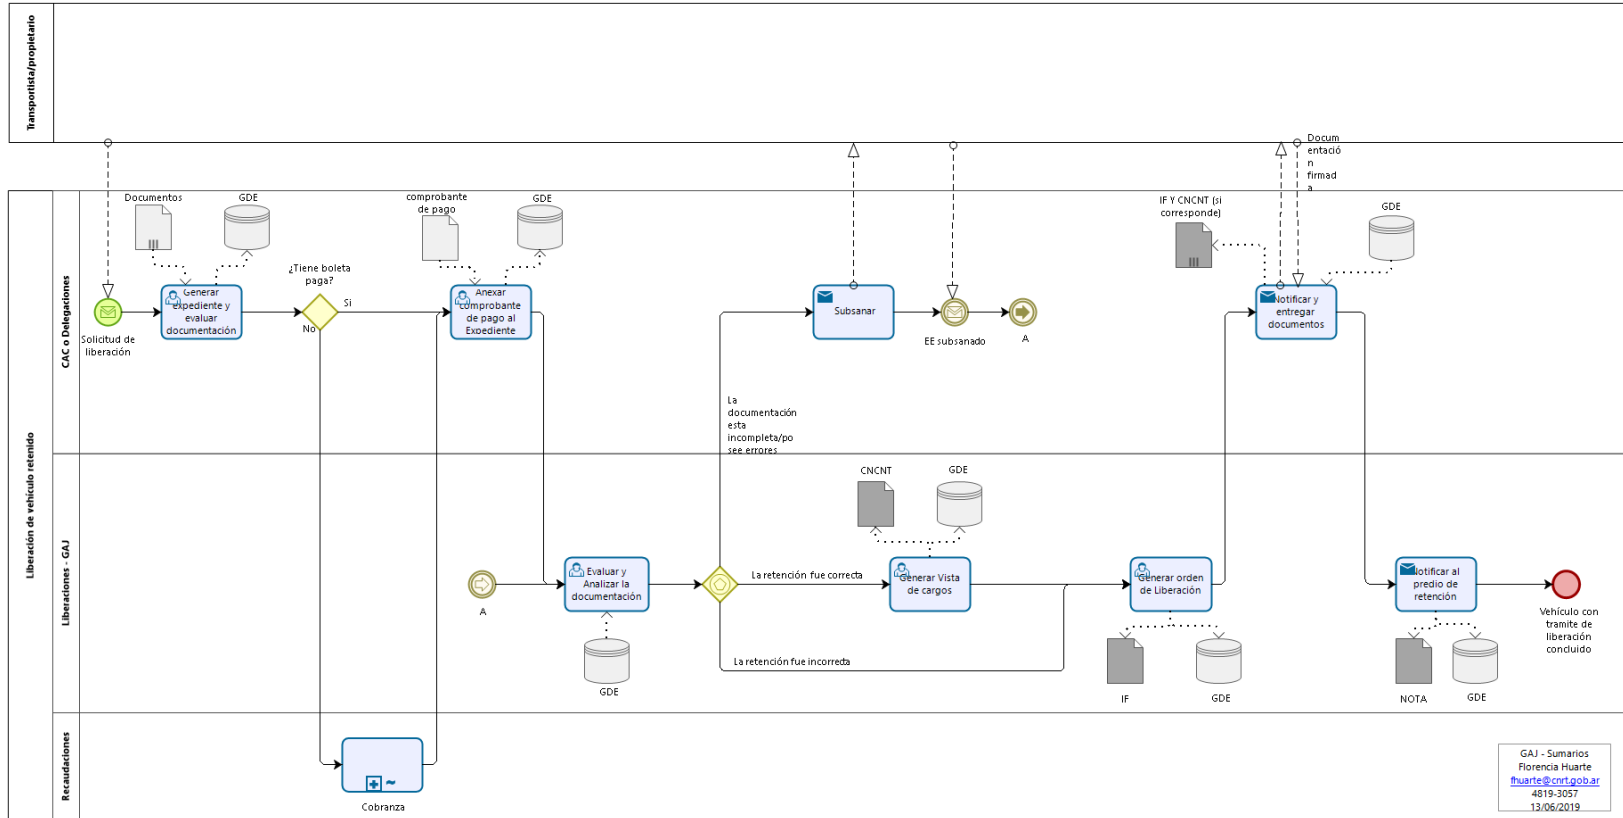 Transportista/propietario
Liberación de vehículo retenido
CAC o Delegaciones
Documentos
GDE
comprobante
de pago
GDE
¿Tiene boleta
paga?
Si
No
Solicitud de
liberación
Generar
expediente y
evaluar
documentación
Anexar
comprobante
de pago al
Expediente
Subsanar
EE subsanado
A
IF Y CNCNT (si
corresponde)
Docum
entació
n
firmad
a
GDE
Notificar y
entregar
documentos
La
documentación
esta
incompleta/po
see errores
Liberaciones - GAJ
A
Evaluar y
Analizar la
documentación
GDE
La retención fue correcta
La retención fue incorrecta
CNCNT
GDE
Generar Vista
de cargos
Generar orden
de Liberación
IF
GDE
Notificar al
predio de
retención
NOTA
GDE
Vehículo con
tramite de
liberación
concluido
Recaudaciones
Cobranza
GAJ - Sumarios
Florencia Huarte
fhuarte@cnrt.gob.ar
4819-3057
13/06/2019